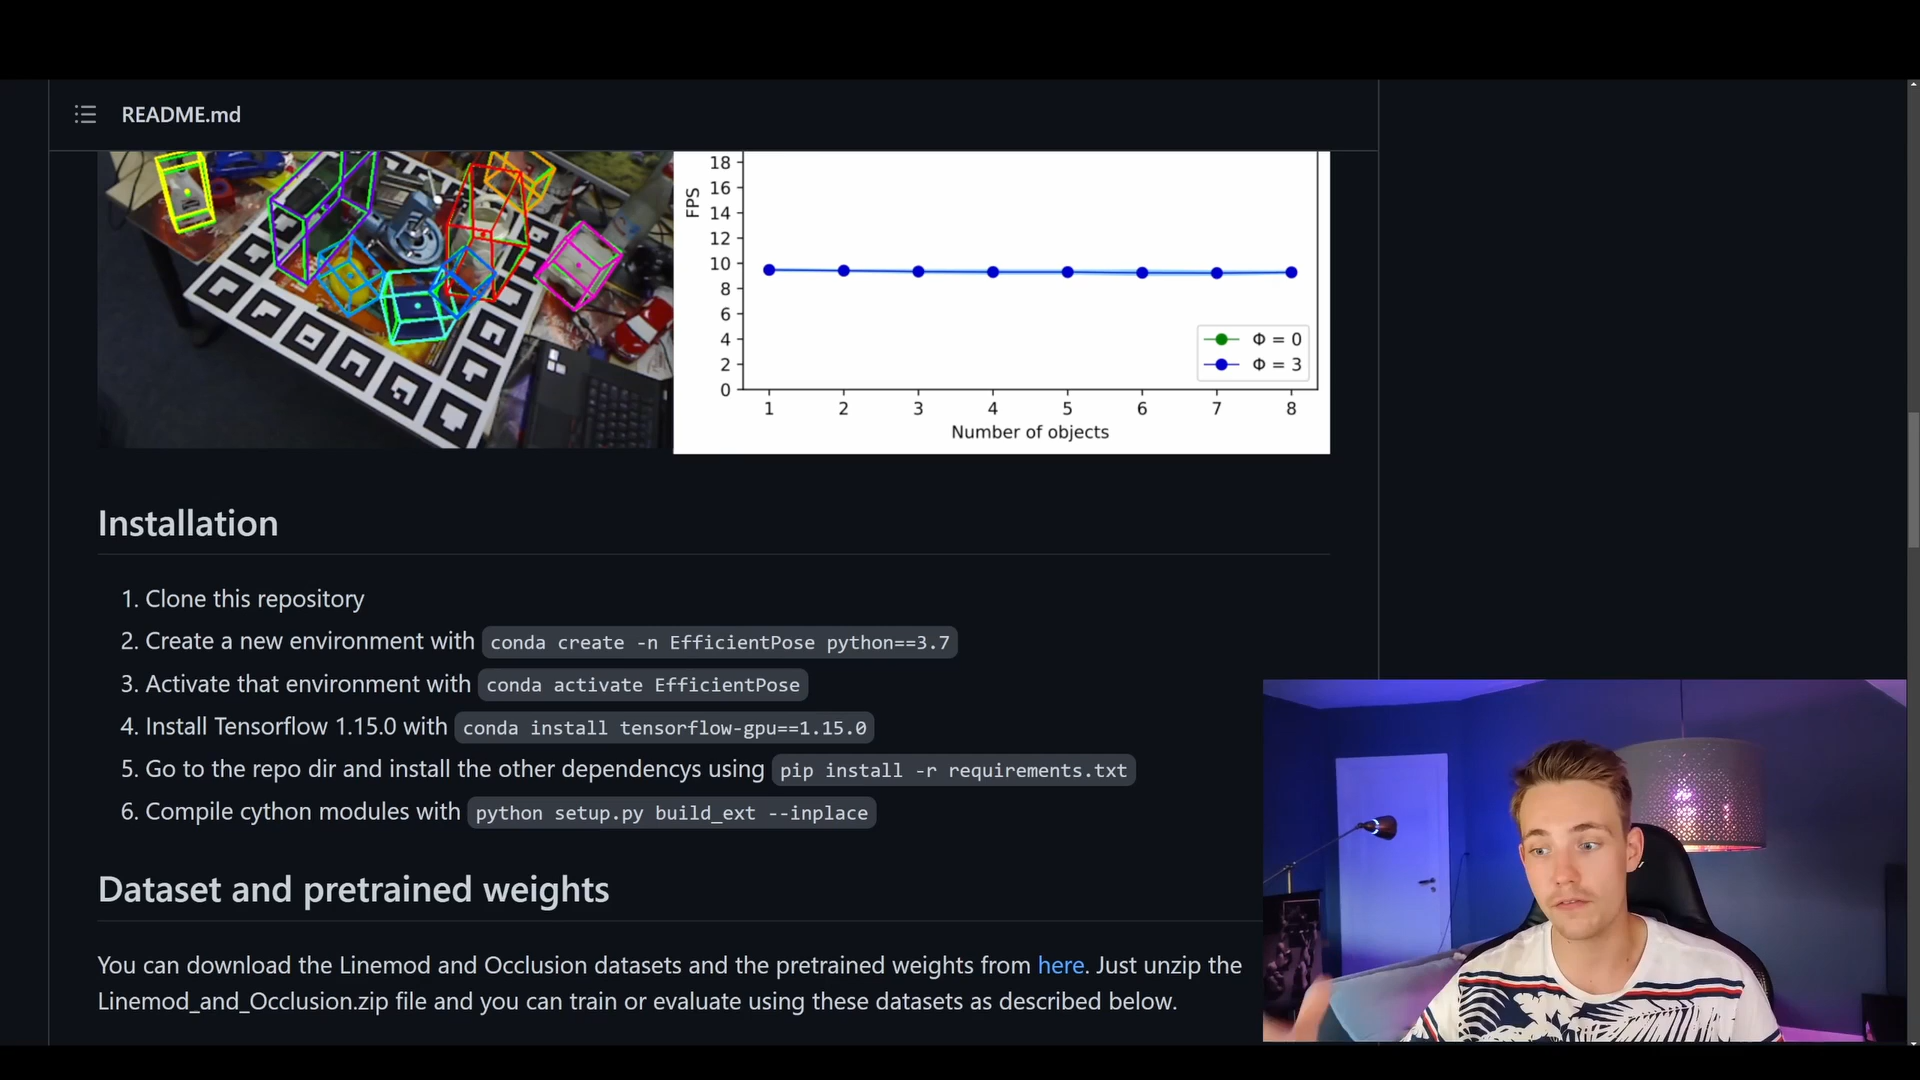 README.md
18
16
14
12
10
8
6
4
2
0
FPS
Φ = 0
Φ = 3
1 2 3 4 5 6 7 8
Number of objects
Installation
1. Clone this repository
2. Create a new environment with conda create -n EfficientPose python==3.7
3. Activate that environment with conda activate EfficientPose
4. Install Tensorflow 1.15.0 with conda install tensorflow-gpu==1.15.0
5. Go to the repo dir and install the other dependencys using pip install -r requirements.txt
6. Compile cython modules with python setup.py build_ext --inplace
Dataset and pretrained weights
You can download the Linemod and Occlusion datasets and the pretrained weights from here. Just unzip the
Linemod_and_Occlusion.zip file and you can train or evaluate using these datasets as described below.